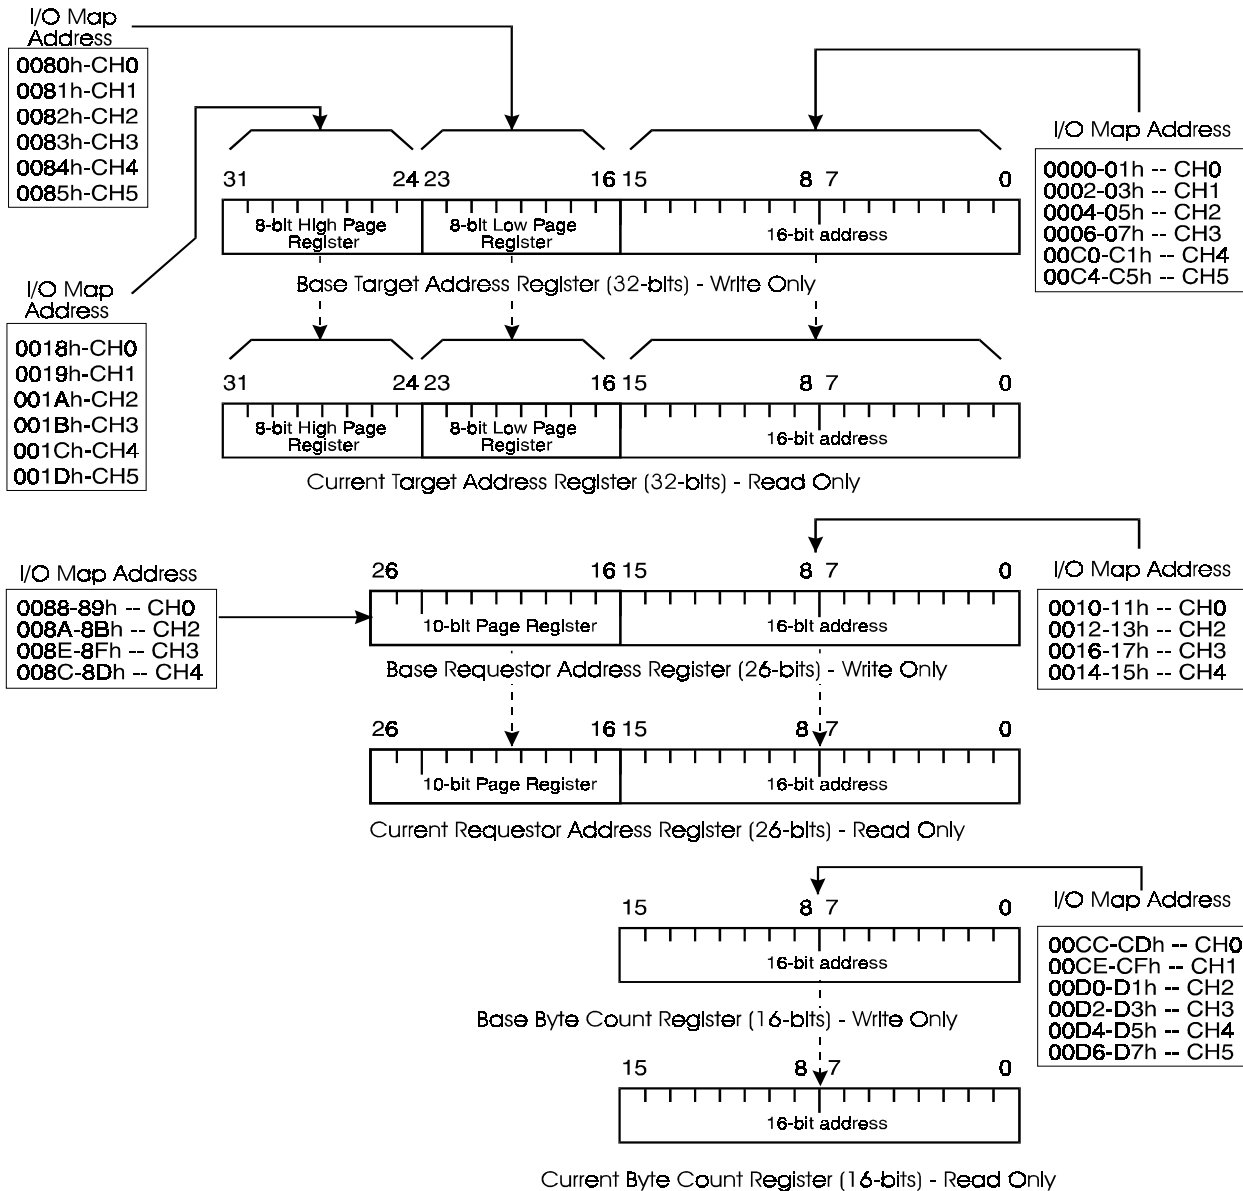 I/O Map
Address
0080h-CH0
0081h-CH1
0082h-CH2
0083h-CH3
0084h-CH4
0085h-CH5
I/O Map Address
0000-01h -- CH0
0002-03h -- CH1
0004-05h -- CH2
0006-07h -- CH3
00C0-C1h -- CH4
00C4-C5h -- CH5
31 24 23 16 15 8 7 0
8-bit High Page
Register
8-bit Low Page
Register
16-bit address
Base Target Address Register (32-bits) - Write Only
I/O Map
Address
0018h-CH0
0019h-CH1
001Ah-CH2
001Bh-CH3
001Ch-CH4
001Dh-CH5
31 24 23 16 15 8 7 0
8-bit High Page
Register
8-bit Low Page
Register
16-bit address
Current Target Address Register (32-bits) - Read Only
I/O Map Address
0088-89h -- CH0
008A-8Bh -- CH2
008E-8Fh -- CH3
008C-8Dh -- CH4
26 16 15 8 7 0
10-bit Page Register
16-bit address
Base Requestor Address Register (26-bits) - Write Only
I/O Map Address
0010-11h -- CH0
0012-13h -- CH2
0016-17h -- CH3
0014-15h -- CH4
26 16 15 8 7 0
10-bit Page Register
16-bit address
Current Requestor Address Register (26-bits) - Read Only
I/O Map Address
00CC-CDh -- CH0
00CE-CFh -- CH1
00D0-D1h -- CH2
00D2-D3h -- CH3
00D4-D5h -- CH4
00D6-D7h -- CH5
15 8 7 0
16-bit address
Base Byte Count Register (16-bits) - Write Only
15 8 7 0
16-bit address
Current Byte Count Register (16-bits) - Read Only